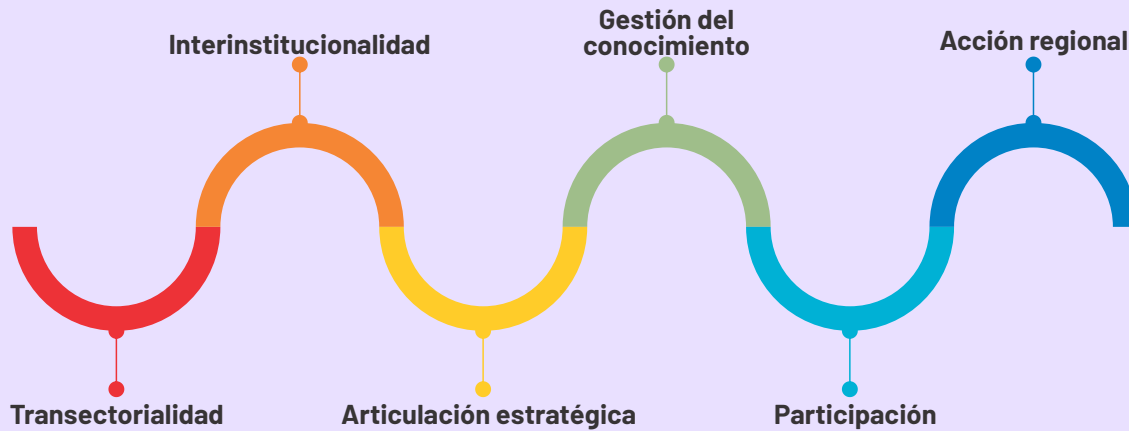 Interinstitucionalidad
Gestión del
conocimiento
Acción regional
Transectorialidad
Articulación estratégica
Participación